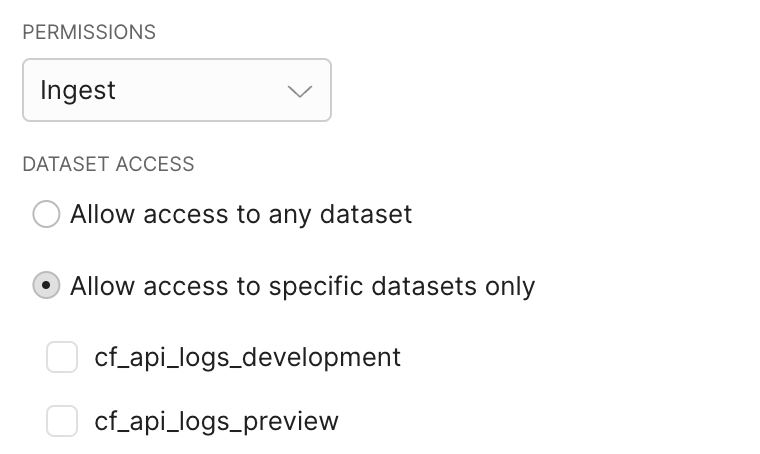 PERMISSIONS
Ingest
DATASET ACCESS
Allow access to any dataset
Allow access to specific datasets only
cf_api_logs_development
cf_api_logs_preview